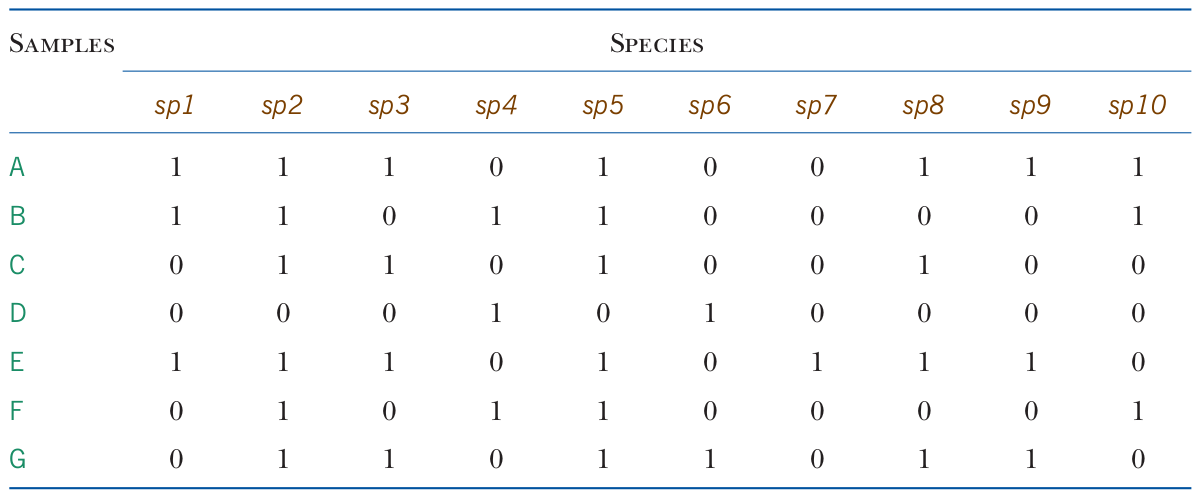 SAMPLES SPECIES
sp1 sp2 sp3 sp4 sp5 sp6 sp7 sp8 sp9 sp10
A 1 1 1 0 1 0 0 1 1 1
B 1 1 0 1 1 0 0 0 0 1
C 0 1 1 0 1 0 0 1 0 0
D 0 0 0 1 0 1 0 0 0 0
E 1 1 1 0 1 0 1 1 1 0
F 0 1 0 1 1 0 0 0 0 1
G 0 1 1 0 1 1 0 1 1 0